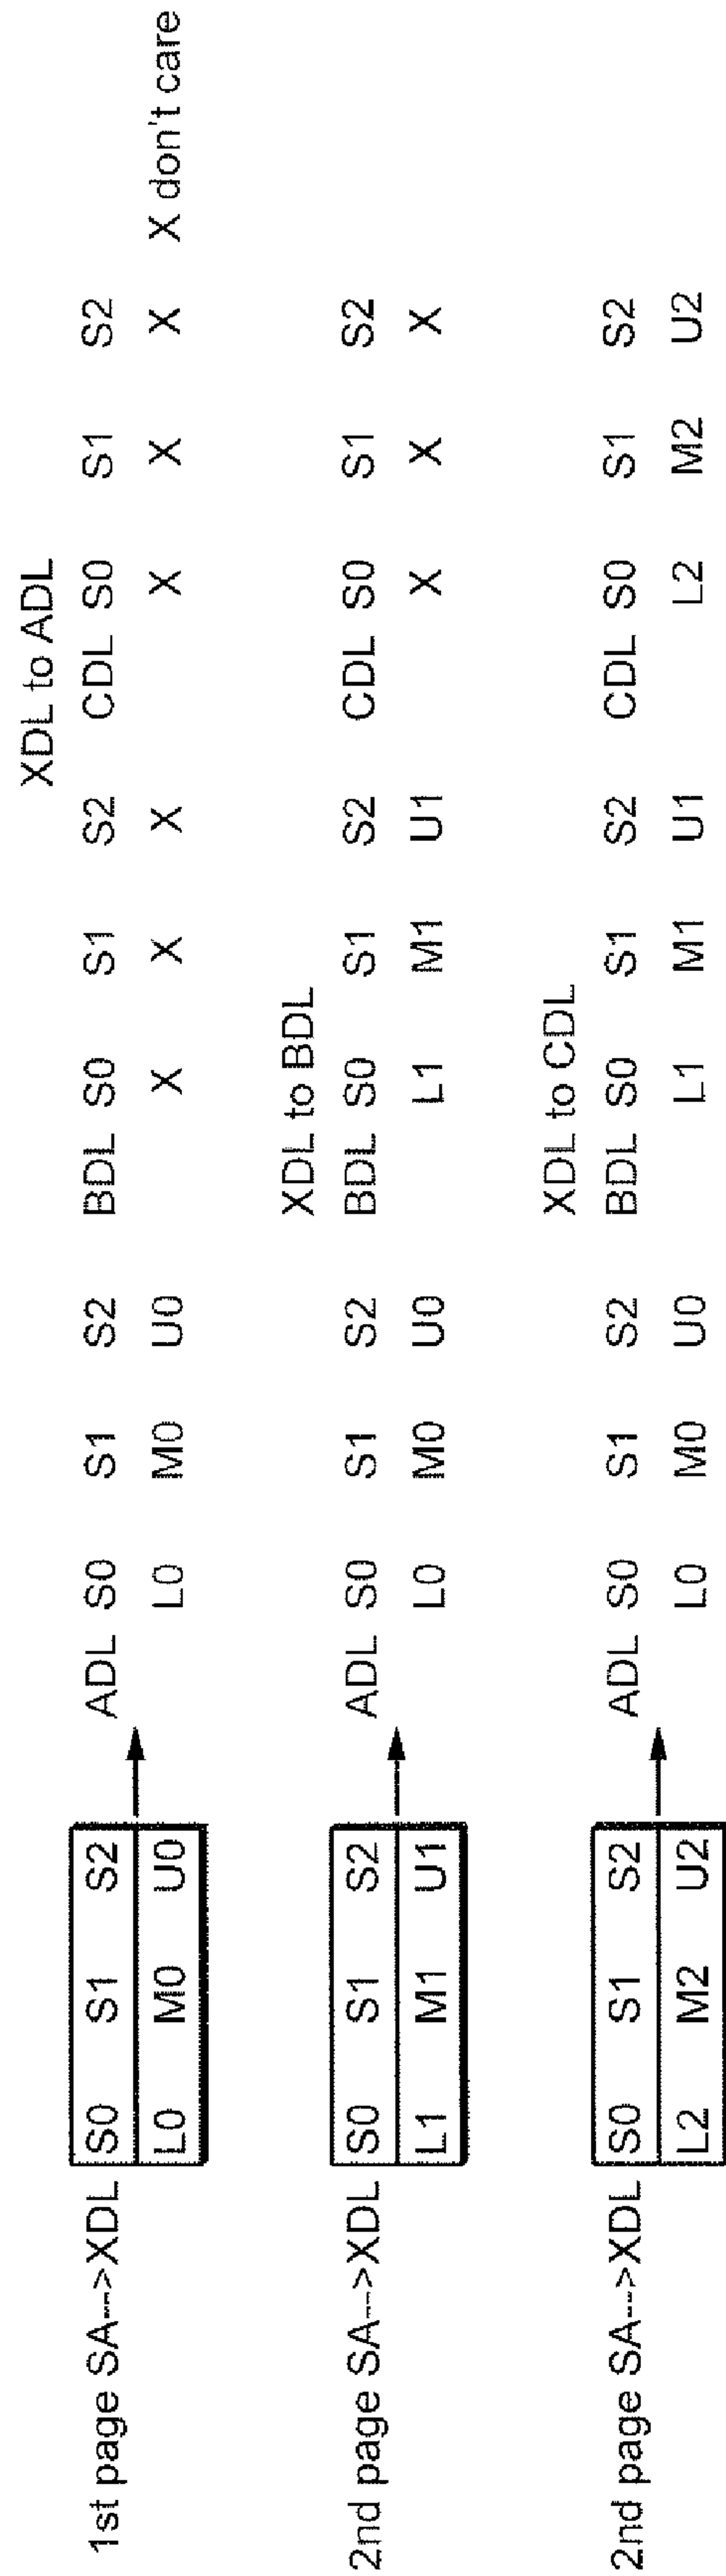 XDL to ADL
1st page SA-->XDL S0 S1 S2 ADL S0 S1 S2 BDL S0 S1 S2 CDL S0 S1 S2
L0 M0 U0 L0 M0 U0 X X X X X X X don't care
XDL to BDL
2nd page SA-->XDL S0 S1 S2 ADL S0 S1 S2 BDL S0 S1 S2 CDL S0 S1 S2
L1 M1 U1 L0 M0 U0 L1 M1 U1 X X X
XDL to CDL
2nd page SA-->XDL S0 S1 S2 ADL S0 S1 S2 BDL S0 S1 S2 CDL S0 S1 S2
L2 M2 U2 L0 M0 U0 L1 M1 U1 L2 M2 U2